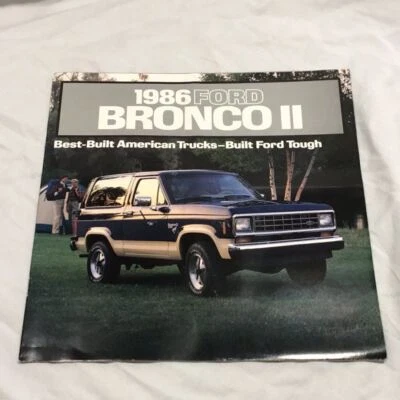 1986 FORD
BRONCO II
Best-Built American Trucks–Built Ford Tough